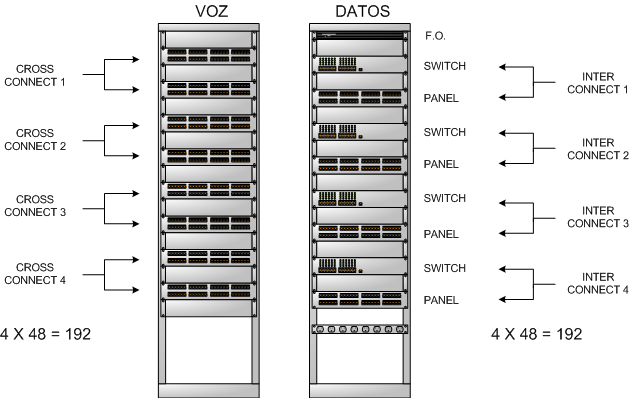 VOZ
DATOS
F.O.
CROSS
CONNECT 1
SWITCH
PANEL
INTER
CONNECT 1
CROSS
CONNECT 2
SWITCH
PANEL
INTER
CONNECT 2
CROSS
CONNECT 3
SWITCH
PANEL
INTER
CONNECT 3
CROSS
CONNECT 4
SWITCH
PANEL
INTER
CONNECT 4
4 X 48 = 192
4 X 48 = 192